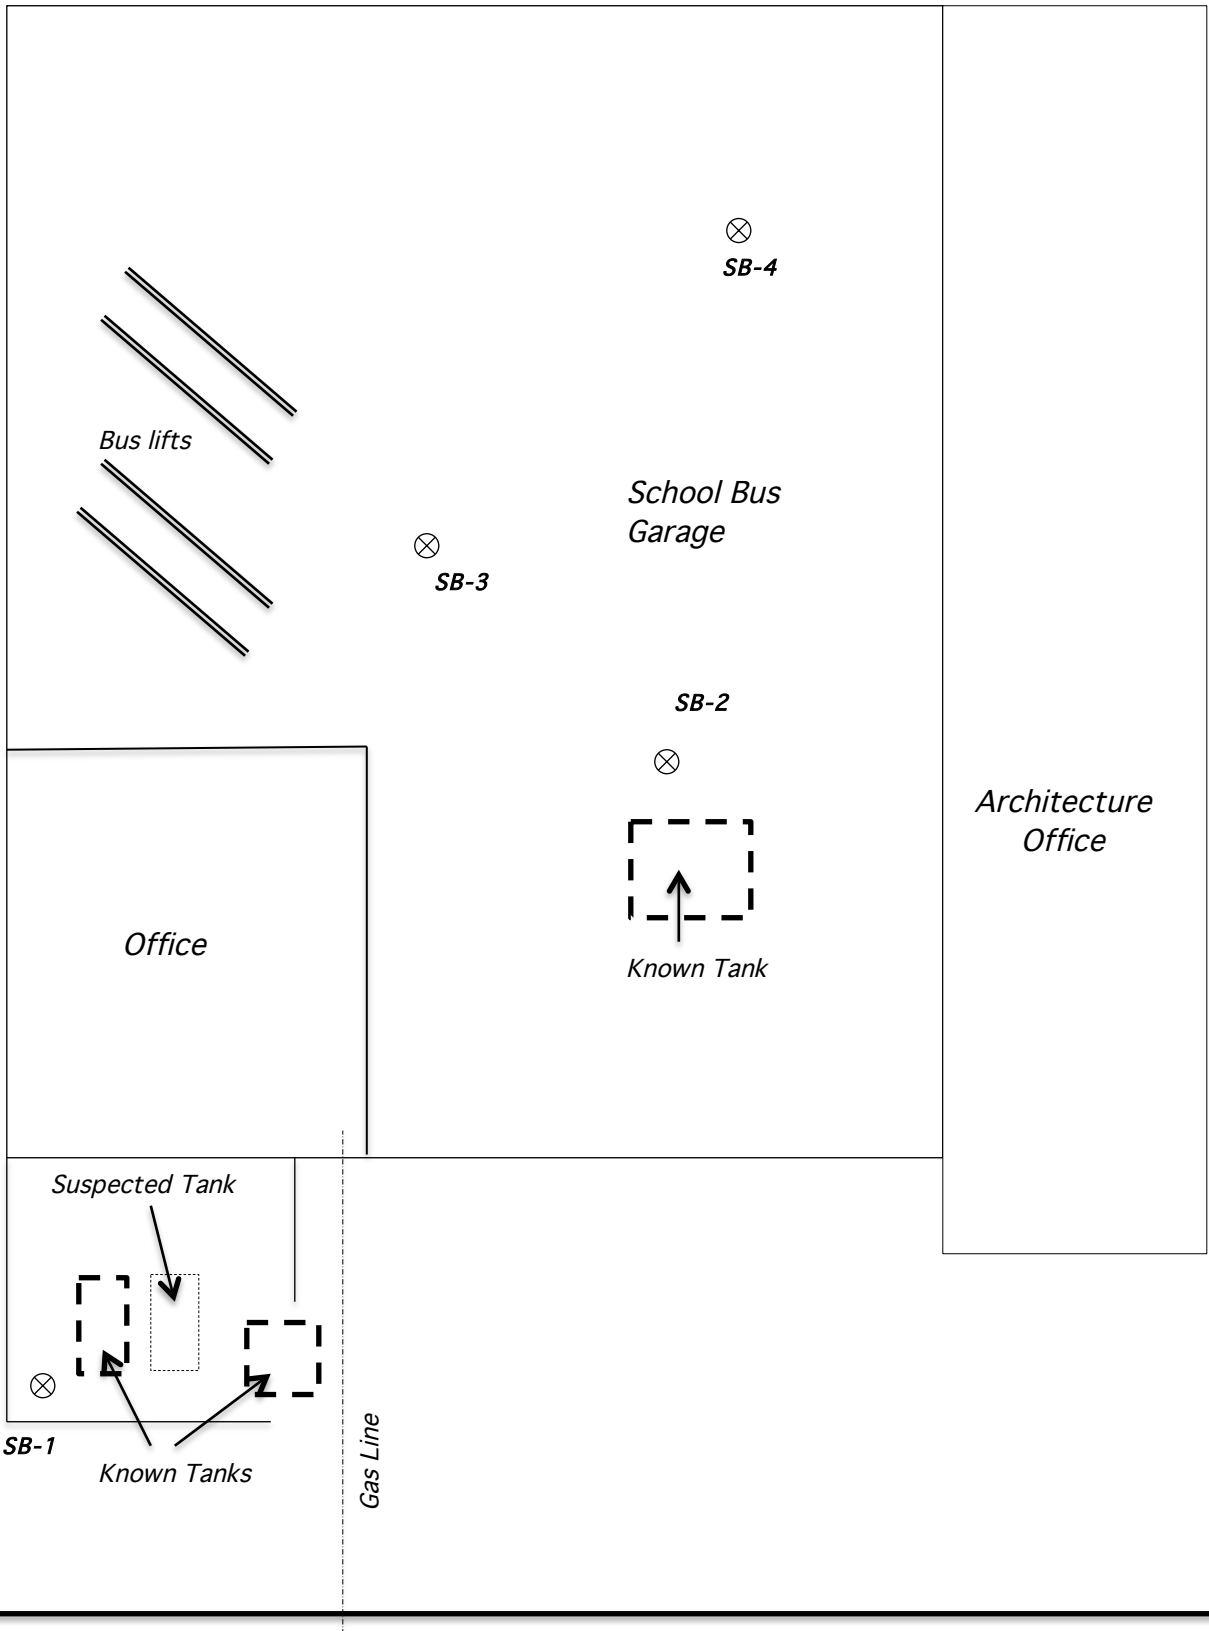 SB-4
Bus lifts
School Bus
Garage
SB-3
SB-2
Architecture
Office
Office
Known Tank
Suspected Tank
SB-1
Known Tanks
Gas Line